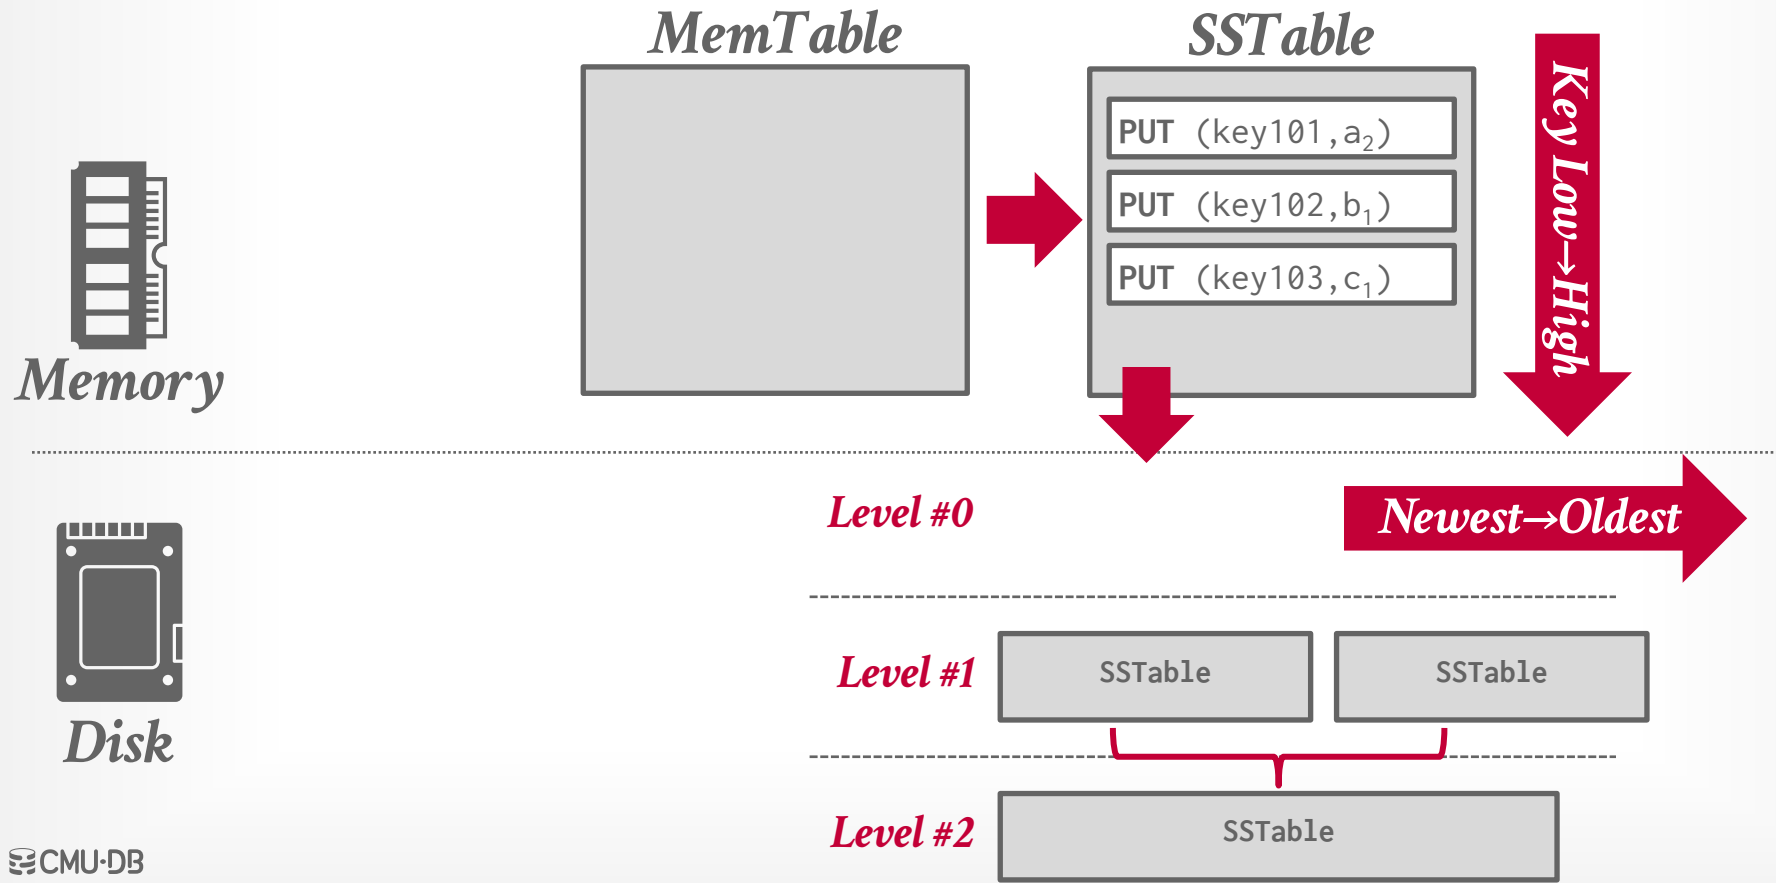 MemTable
SSTable
PUT (key101,a₂)
PUT (key102,b₁)
PUT (key103,c₁)
Key Low→High
Memory
Level #0
Newest→Oldest
Level #1
SSTable
SSTable
Disk
Level #2
SSTable
CMU·DB